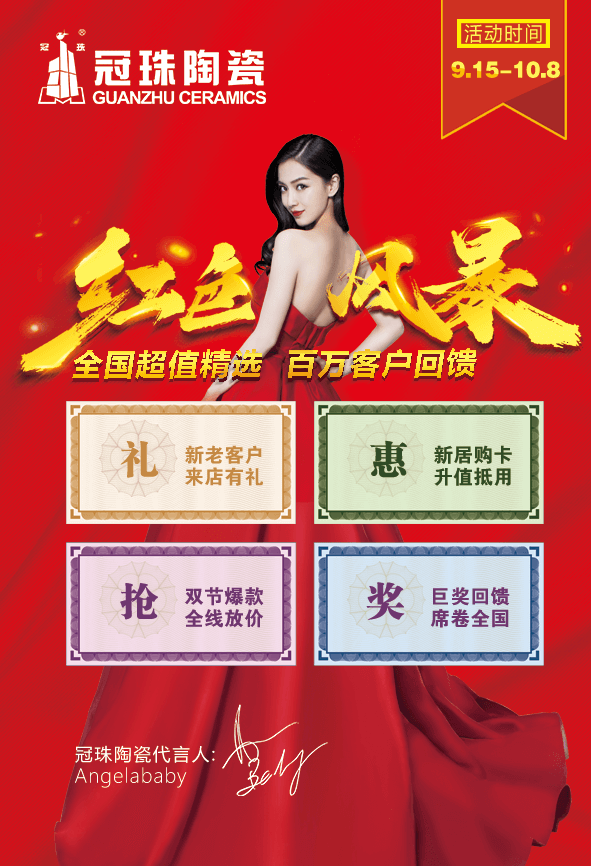 冠 珠 ®
冠珠陶瓷
GUANZHU CERAMICS
活动时间
9.15-10.8
红色风暴
全国超值精选 百万客户回馈
礼
新老客户
来店有礼
惠
新居购卡
升值抵用
抢
双节爆款
全线放价
奖
巨奖回馈
席卷全国
冠珠陶瓷代言人:
Angelababy